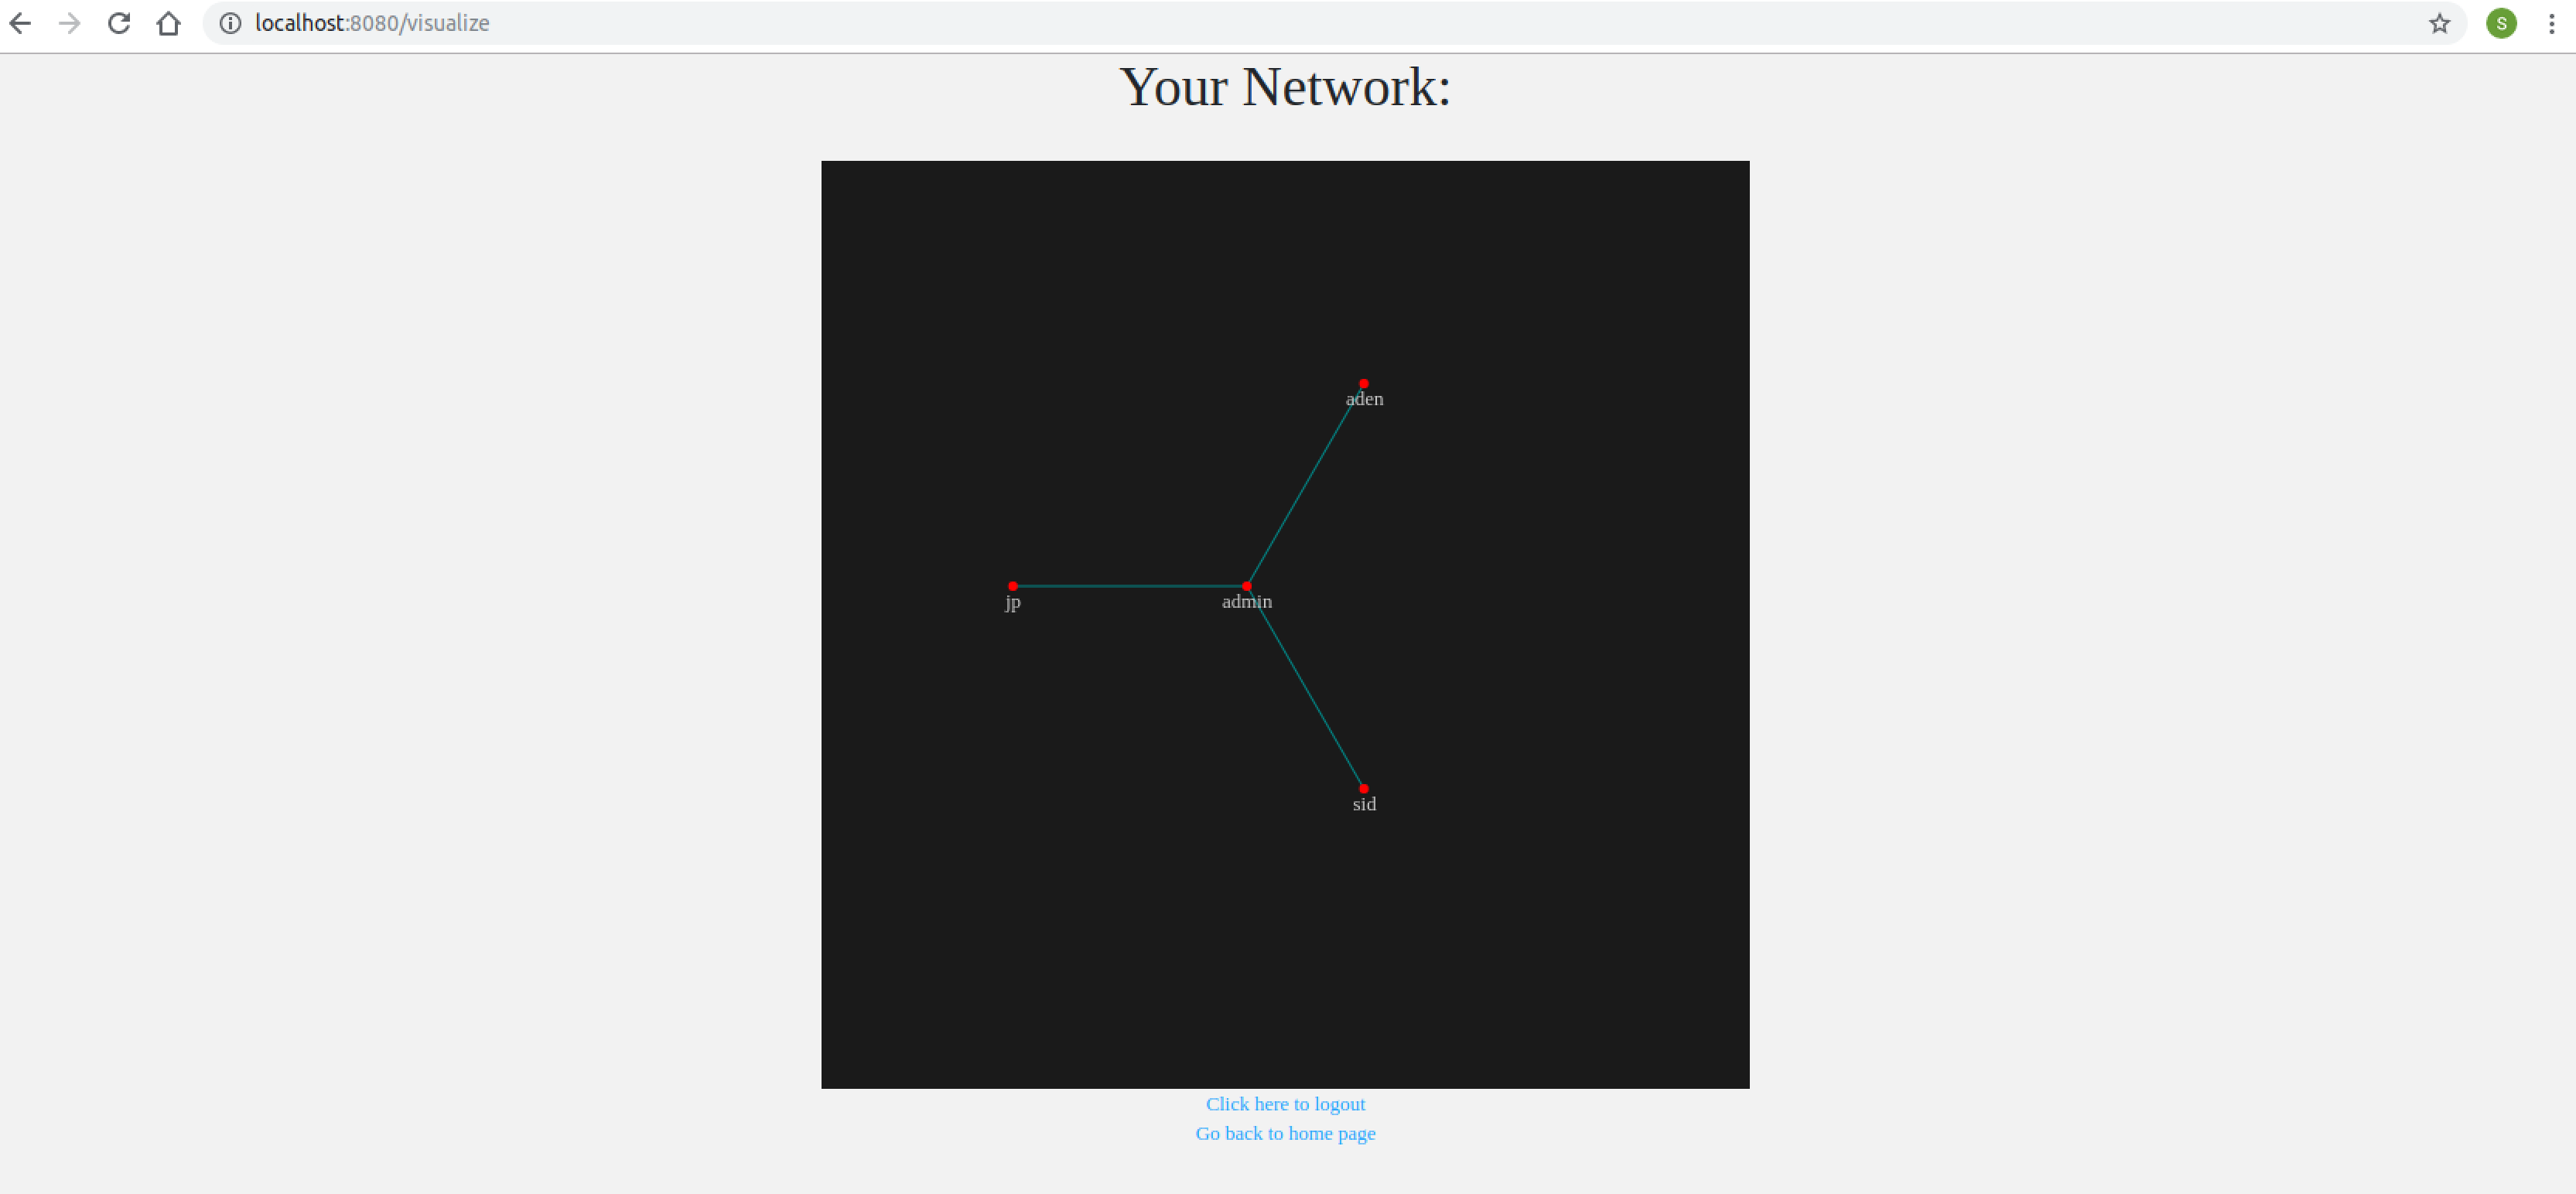 localhost:8080/visualize
S
Your Network:
aden
jp
admin
sid
Click here to logout
Go back to home page